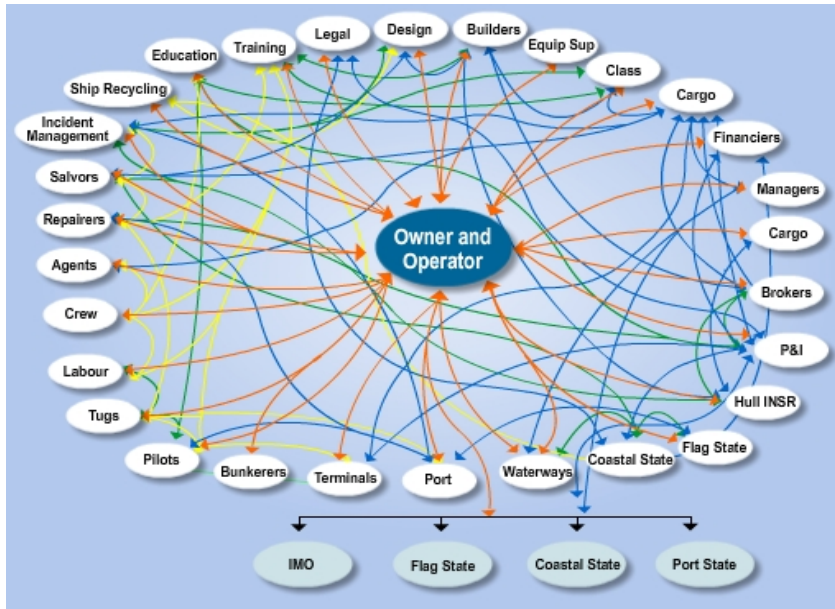 Legal
Design
Builders
Training
Equip Sup
Education
Class
Ship Recycling
Cargo
Incident
Management
Financiers
Salvors
Managers
Repairers
Cargo
Owner and
Operator
Agents
Brokers
Crew
P&I
Labour
Hull INSR
Tugs
Flag State
Pilots
Bunkerers
Terminals
Port
Waterways
Coastal State
IMO
Flag State
Coastal State
Port State